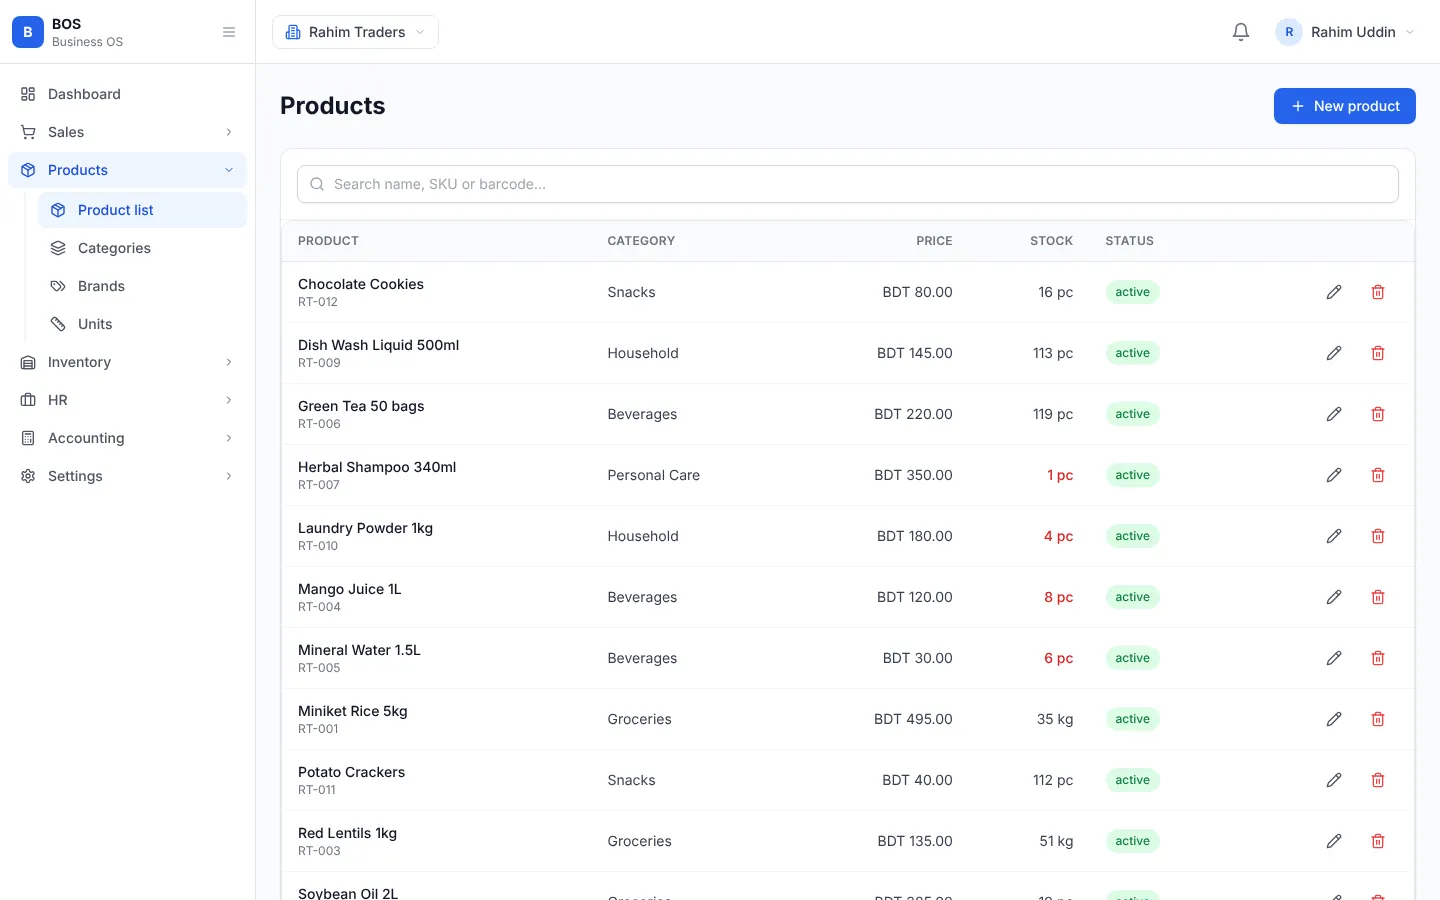 B
BOS
Business OS
Rahim Traders
R
Rahim Uddin
Dashboard
Sales
Products
Product list
Categories
Brands
Units
Inventory
HR
Accounting
Settings
Products
New product
Search name, SKU or barcode...
PRODUCT CATEGORY PRICE STOCK STATUS
Chocolate Cookies
RT-012
Snacks BDT 80.00 16 pc active
Dish Wash Liquid 500ml
RT-009
Household BDT 145.00 113 pc active
Green Tea 50 bags
RT-006
Beverages BDT 220.00 119 pc active
Herbal Shampoo 340ml
RT-007
Personal Care BDT 350.00 1 pc active
Laundry Powder 1kg
RT-010
Household BDT 180.00 4 pc active
Mango Juice 1L
RT-004
Beverages BDT 120.00 8 pc active
Mineral Water 1.5L
RT-005
Beverages BDT 30.00 6 pc active
Miniket Rice 5kg
RT-001
Groceries BDT 495.00 35 kg active
Potato Crackers
RT-011
Snacks BDT 40.00 112 pc active
Red Lentils 1kg
RT-003
Groceries BDT 135.00 51 kg active
Soybean Oil 2L